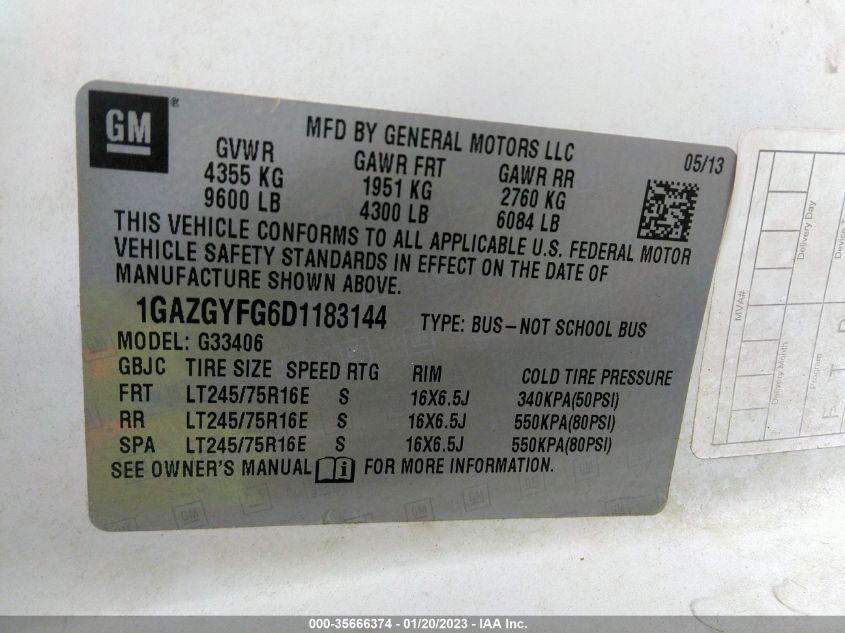 GM
MFD BY GENERAL MOTORS LLC
05/13
GVWR GAWR FRT GAWR RR
4355 KG 1951 KG 2760 KG
9600 LB 4300 LB 6084 LB
THIS VEHICLE CONFORMS TO ALL APPLICABLE U.S. FEDERAL MOTOR
VEHICLE SAFETY STANDARDS IN EFFECT ON THE DATE OF
MANUFACTURE SHOWN ABOVE.
1GAZGYFG6D1183144 TYPE: BUS-NOT SCHOOL BUS
MODEL: G33406
GBJC TIRE SIZE SPEED RTG RIM COLD TIRE PRESSURE
FRT LT245/75R16E S 16X6.5J 340KPA(50PSI)
RR LT245/75R16E S 16X6.5J 550KPA(80PSI)
SPA LT245/75R16E S 16X6.5J 550KPA(80PSI)
SEE OWNER'S MANUAL FOR MORE INFORMATION.
MVA#
Delivery Day
Delivery Month
000-35666374 | 01/20/2023 - IAA Inc.